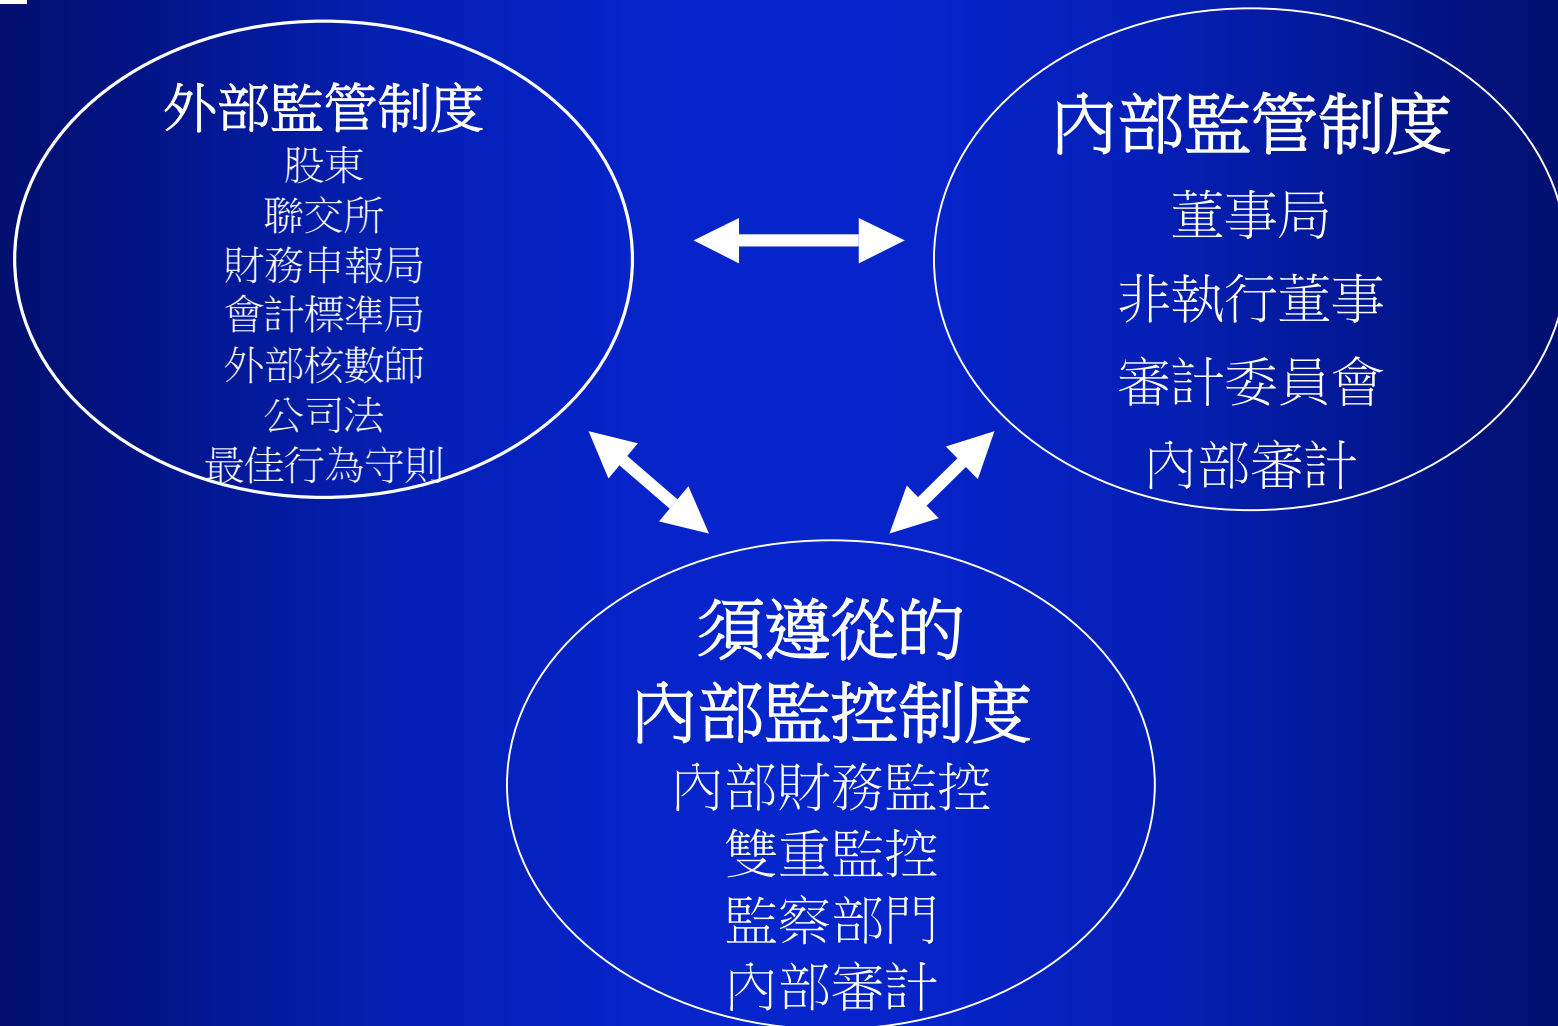 外部監管制度
股東
聯交所
財務申報局
會計標準局
外部核數師
公司法
最佳行為守則
內部監管制度
董事局
非執行董事
審計委員會
內部審計
須遵從的
內部監控制度
內部財務監控
雙重監控
監察部門
內部審計